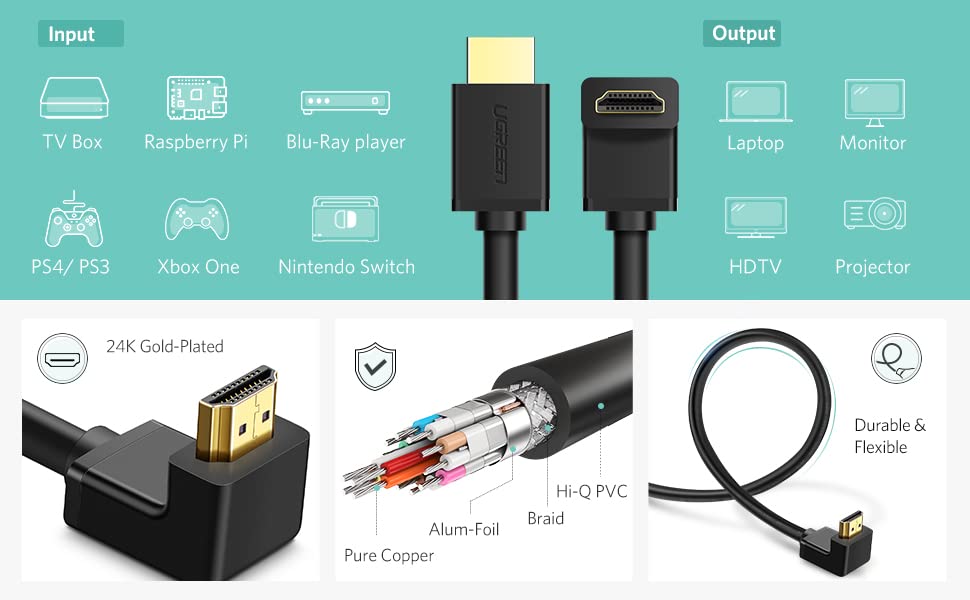 Input
Output
TV Box
Raspberry Pi
Blu-Ray player
UGREEN
Laptop
Monitor
PS4/ PS3
Xbox One
Nintendo Switch
HDTV
Projector
24K Gold-Plated
Hi-Q PVC
Braid
Alum-Foil
Pure Copper
Durable &
Flexible